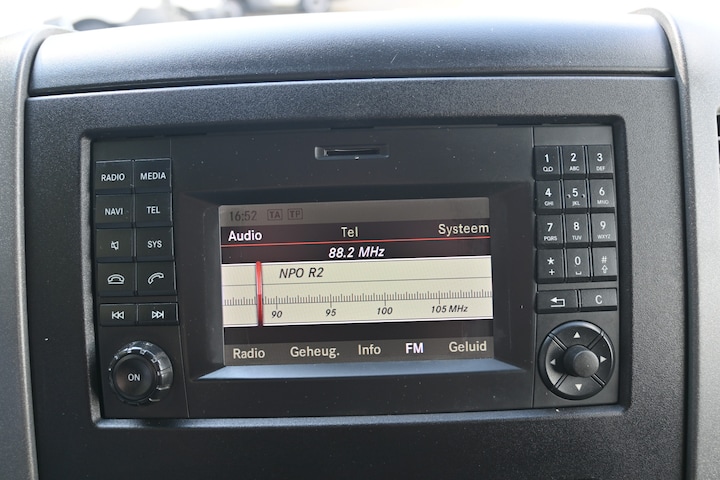 RADIO MEDIA
NAVI TEL
SYS
ON
16:52 TA TP
Audio Tel Systeem
88.2 MHz
NPO R2
90 95 100 105 MHz
Radio Geheug. Info FM Geluid
1 2 ABC 3 DEF
4 GHI 5 JKL 6 MNO
7 PQRS 8 TUV 9 WXYZ
* 0 #
C